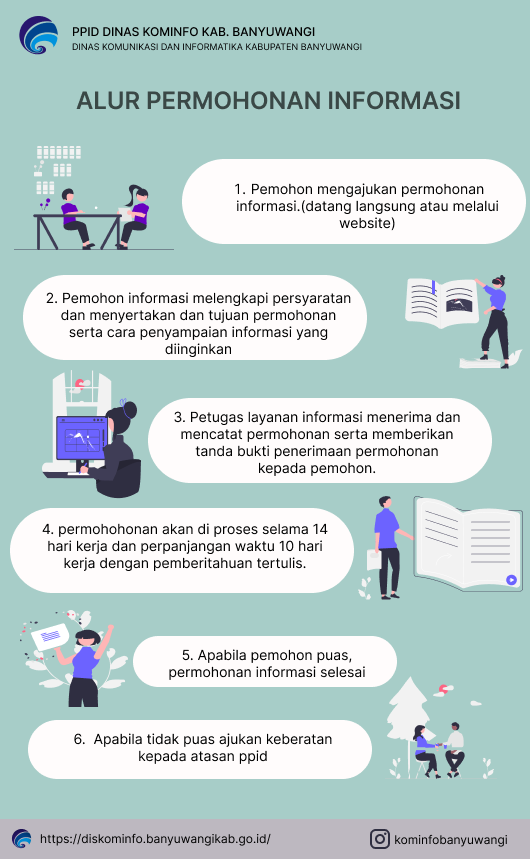 PPID DINAS KOMINFO KAB. BANYUWANGI
DINAS KOMUNIKASI DAN INFORMATIKA KABUPATEN BANYUWANGI
ALUR PERMOHONAN INFORMASI
1. Pemohon mengajukan permohonan
informasi.(datang langsung atau melalui
website)
2. Pemohon informasi melengkapi persyaratan
dan menyertakan dan tujuan permohonan
serta cara penyampaian informasi yang
diinginkan
3. Petugas layanan informasi menerima dan
mencatat permohonan serta memberikan
tanda bukti penerimaan permohonan
kepada pemohon.
4. permohohonan akan di proses selama 14
hari kerja dan perpanjangan waktu 10 hari
kerja dengan pemberitahuan tertulis.
5. Apabila pemohon puas,
permohonan informasi selesai
6. Apabila tidak puas ajukan keberatan
kepada atasan ppid
https://diskominfo.banyuwangikab.go.id/
kominfobanyuwangi